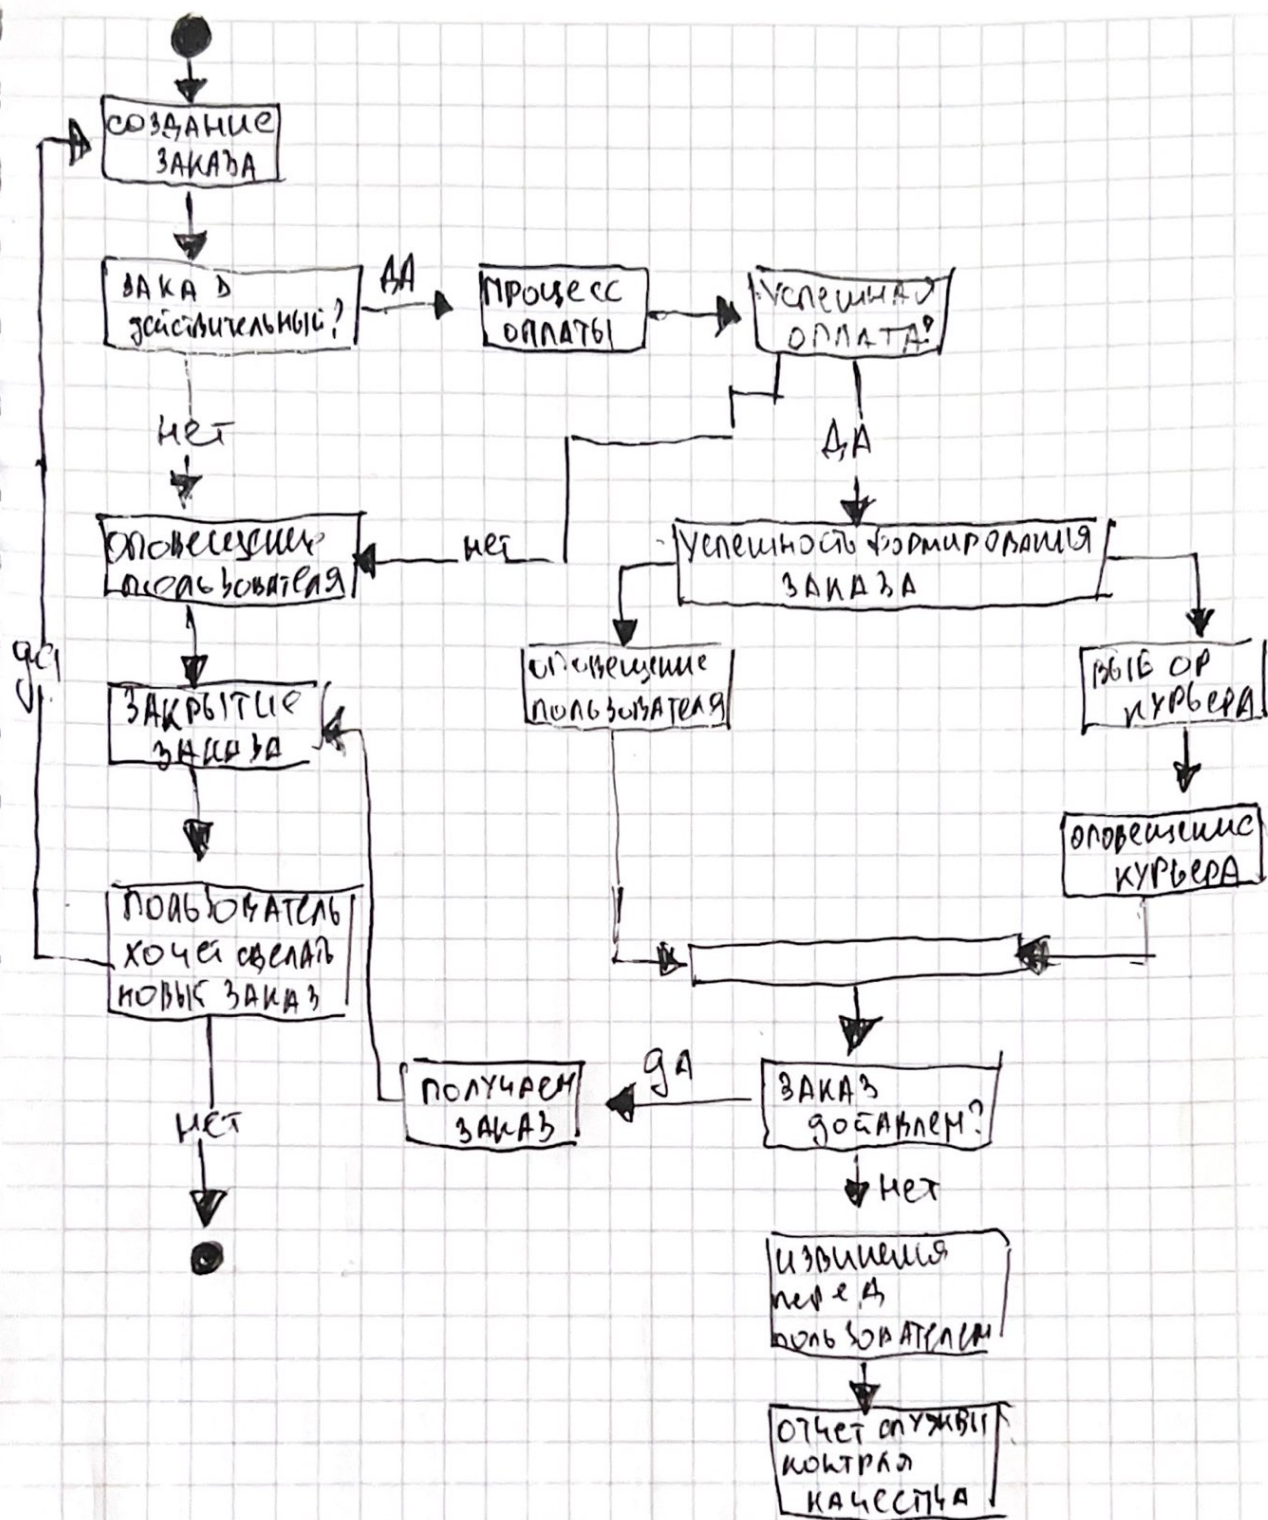 СОЗДАНИЕ
ЗАКАЗА
ЗАКАЗ
действительный?
ДА
ПРОЦЕСС
ОПЛАТЫ
УСПЕШНАЯ
ОПЛАТА?
НЕТ
ДА
ОПОВЕЩЕНИЕ
ПОЛЬЗОВАТЕЛЯ
НЕТ
УСПЕШНОСТЬ ФОРМИРОВАНИЯ
ЗАКАЗА
да
ОПОВЕЩЕНИЕ
ПОЛЬЗОВАТЕЛЯ
ВЫБОР
КУРЬЕРА
ЗАКРЫТИЕ
ЗАКАЗА
ОПОВЕЩЕНИЕ
КУРЬЕРА
ПОЛЬЗОВАТЕЛЬ
ХОЧЕТ СДЕЛАТЬ
НОВЫЙ ЗАКАЗ
НЕТ
ПОЛУЧАЕМ
ЗАКАЗ
ДА
ЗАКАЗ
доставлен?
НЕТ
ИЗВИНЕНИЯ
ПЕРЕД
ПОЛЬЗОВАТЕЛЕМ
ОТЧЕТ СЛУЖБЫ
КОНТРЛЯ
КАЧЕСТВА